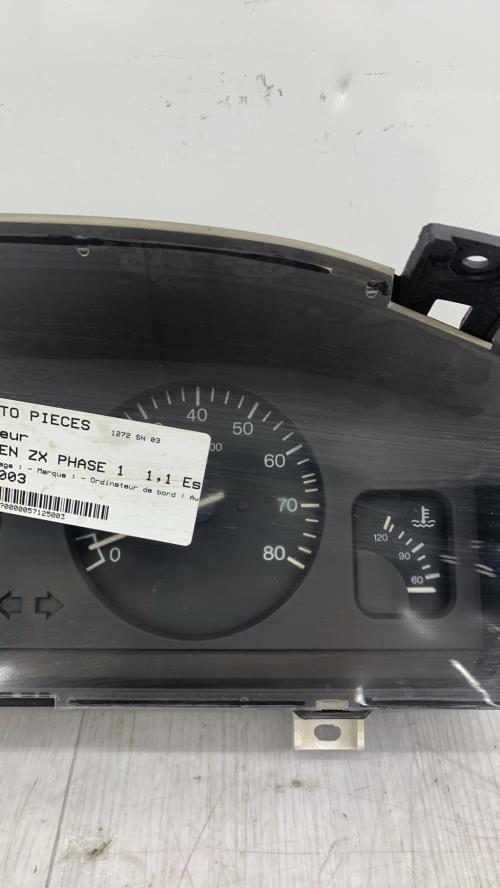 TO PIECES
1272 SN 03
eur
EN ZX PHASE 1 1,1 Es
age : - Marque : - Ordinateur de bord : Av
003
70000057125003
40
50
60
70
80
0
120
90
60